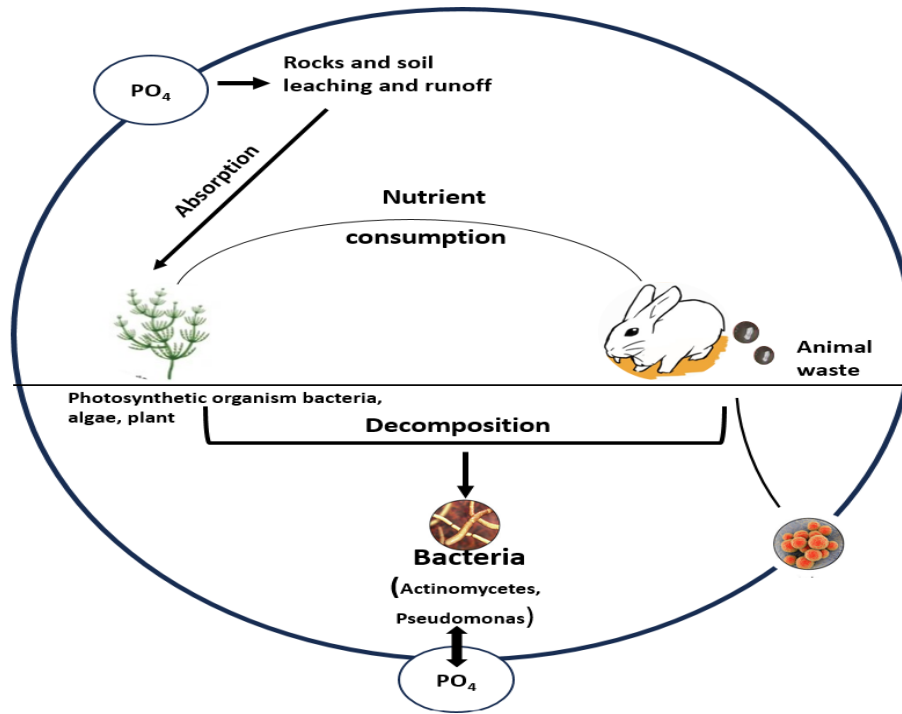 PO₄
Rocks and soil
leaching and runoff
Absorption
Nutrient
consumption
Animal
waste
Photosynthetic organism bacteria,
algae, plant
Decomposition
Bacteria
(Actinomycetes,
Pseudomonas)
PO₄